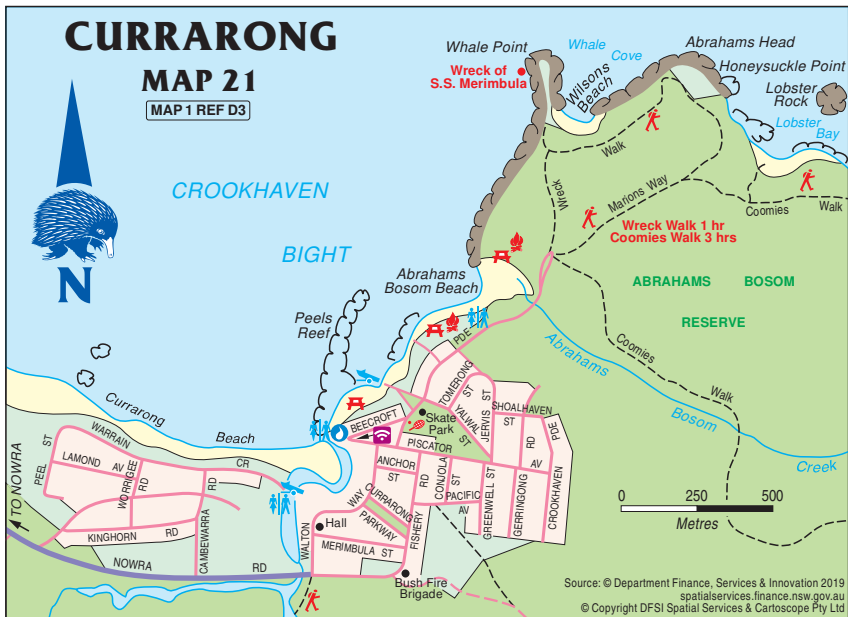 CURRARONG
MAP 21
MAP 1 REF D3
N
CROOKHAVEN
BIGHT
Whale Point
Wreck of
S.S. Merimbula
Whale
Cove
Wilsons
Beach
Abrahams Head
Honeysuckle Point
Lobster
Rock
Lobster
Bay
Walk
Wreck
Marions Way
Coomies Walk
Wreck Walk 1 hr
Coomies Walk 3 hrs
ABRAHAMS BOSOM
RESERVE
Abrahams
Bosom Beach
Peels
Reef
Coomies
Walk
Abrahams
Bosom
Creek
Currarong
Beach
PDE
BEECROFT
TOMERONG
ST
YALWAL
ST
JERVIS ST
SHOALHAVEN
ST
RD
PDE
Skate
Park
PISCATOR
AV
ANCHOR
ST
RD
CONJOLA
ST
PACIFIC
AV
GREENWELL ST
GERRINGONG
CROOKHAVEN
WAY
CURRARONG
PARKWAY
FISHERY
WALTON
Hall
MERIMBULA ST
Bush Fire
Brigade
WARRAIN
CR
PEEL
ST
LAMOND AV
WORRIGEE
RD
RD
CAMBEWARRA
KINGHORN RD
NOWRA RD
TO NOWRA
0 250 500
Metres
Source: © Department Finance, Services & Innovation 2019
spatialservices.finance.nsw.gov.au
© Copyright DFSI Spatial Services & Cartoscope Pty Ltd